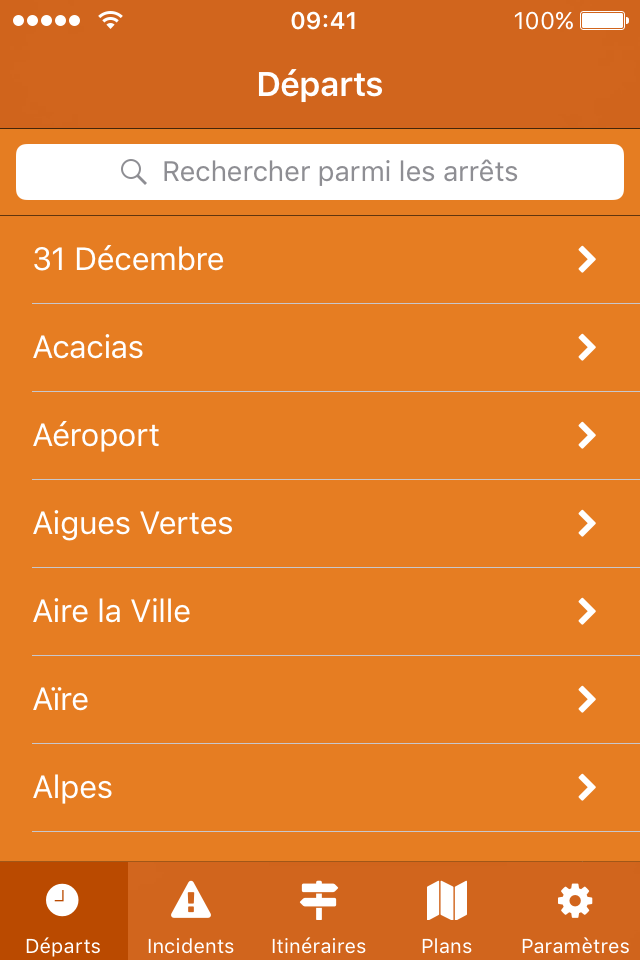 09:41
100%
Départs
Rechercher parmi les arrêts
31 Décembre
Acacias
Aéroport
Aigues Vertes
Aire la Ville
Aïre
Alpes
Départs
Incidents
Itinéraires
Plans
Paramètres